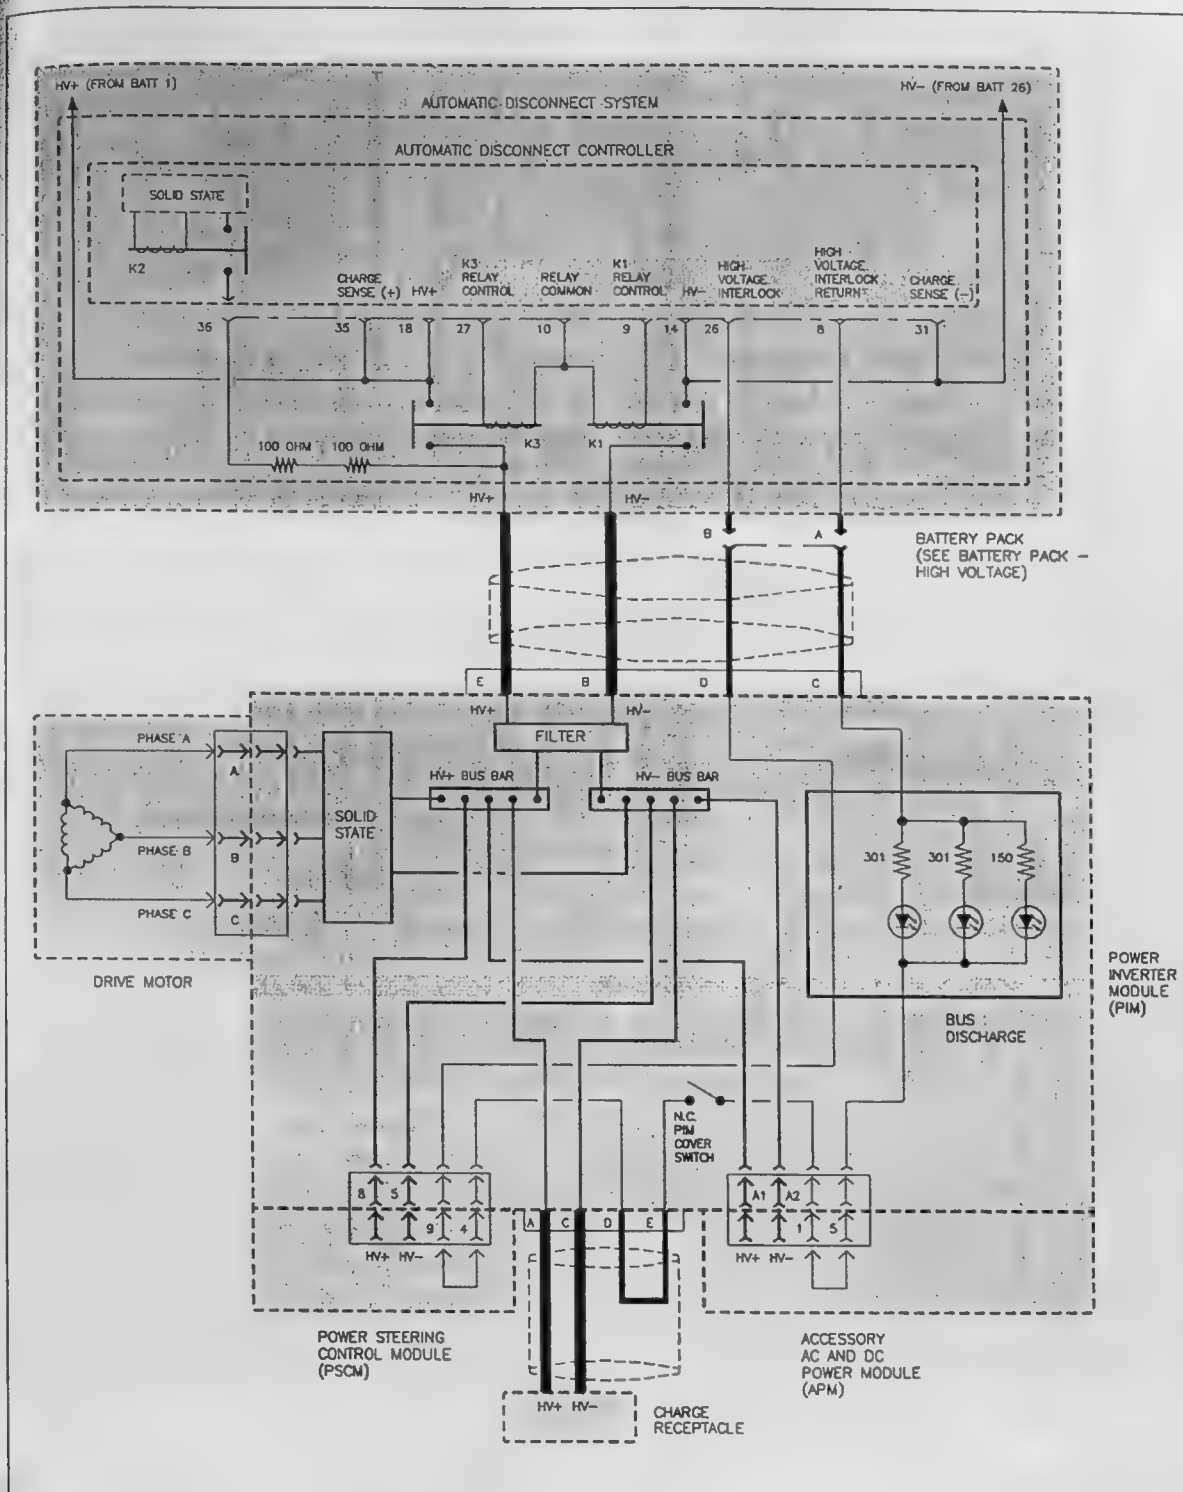 HV+ (FROM BATT 1)
HV- (FROM BATT 26)
AUTOMATIC DISCONNECT SYSTEM
AUTOMATIC DISCONNECT CONTROLLER
SOLID STATE
K2
CHARGE
SENSE (+)
HV+
K3
RELAY
CONTROL
RELAY
COMMON
K1
RELAY
CONTROL
HV-
HIGH
VOLTAGE
INTERLOCK
HIGH
VOLTAGE
INTERLOCK
RETURN
CHARGE
SENSE (-)
36
35
18
27
10
9
14
26
8
31
100 OHM
100 OHM
K3
K1
HV+
HV-
B
A
BATTERY PACK
(SEE BATTERY PACK -
HIGH VOLTAGE)
E
B
D
C
HV+
HV-
FILTER
PHASE A
A
HV+ BUS BAR
HV- BUS BAR
SOLID
STATE
PHASE B
B
301
301
150
PHASE C
C
DRIVE MOTOR
POWER
INVERTER
MODULE
(PIM)
BUS
DISCHARGE
N.C.
PIM
COVER
SWITCH
8
5
A1
A2
9
4
A
C
D
E
1
5
HV+
HV-
HV+
HV-
POWER STEERING
CONTROL MODULE
(PSCM)
ACCESSORY
AC AND DC
POWER MODULE
(APM)
HV+
HV-
CHARGE
RECEPTACLE